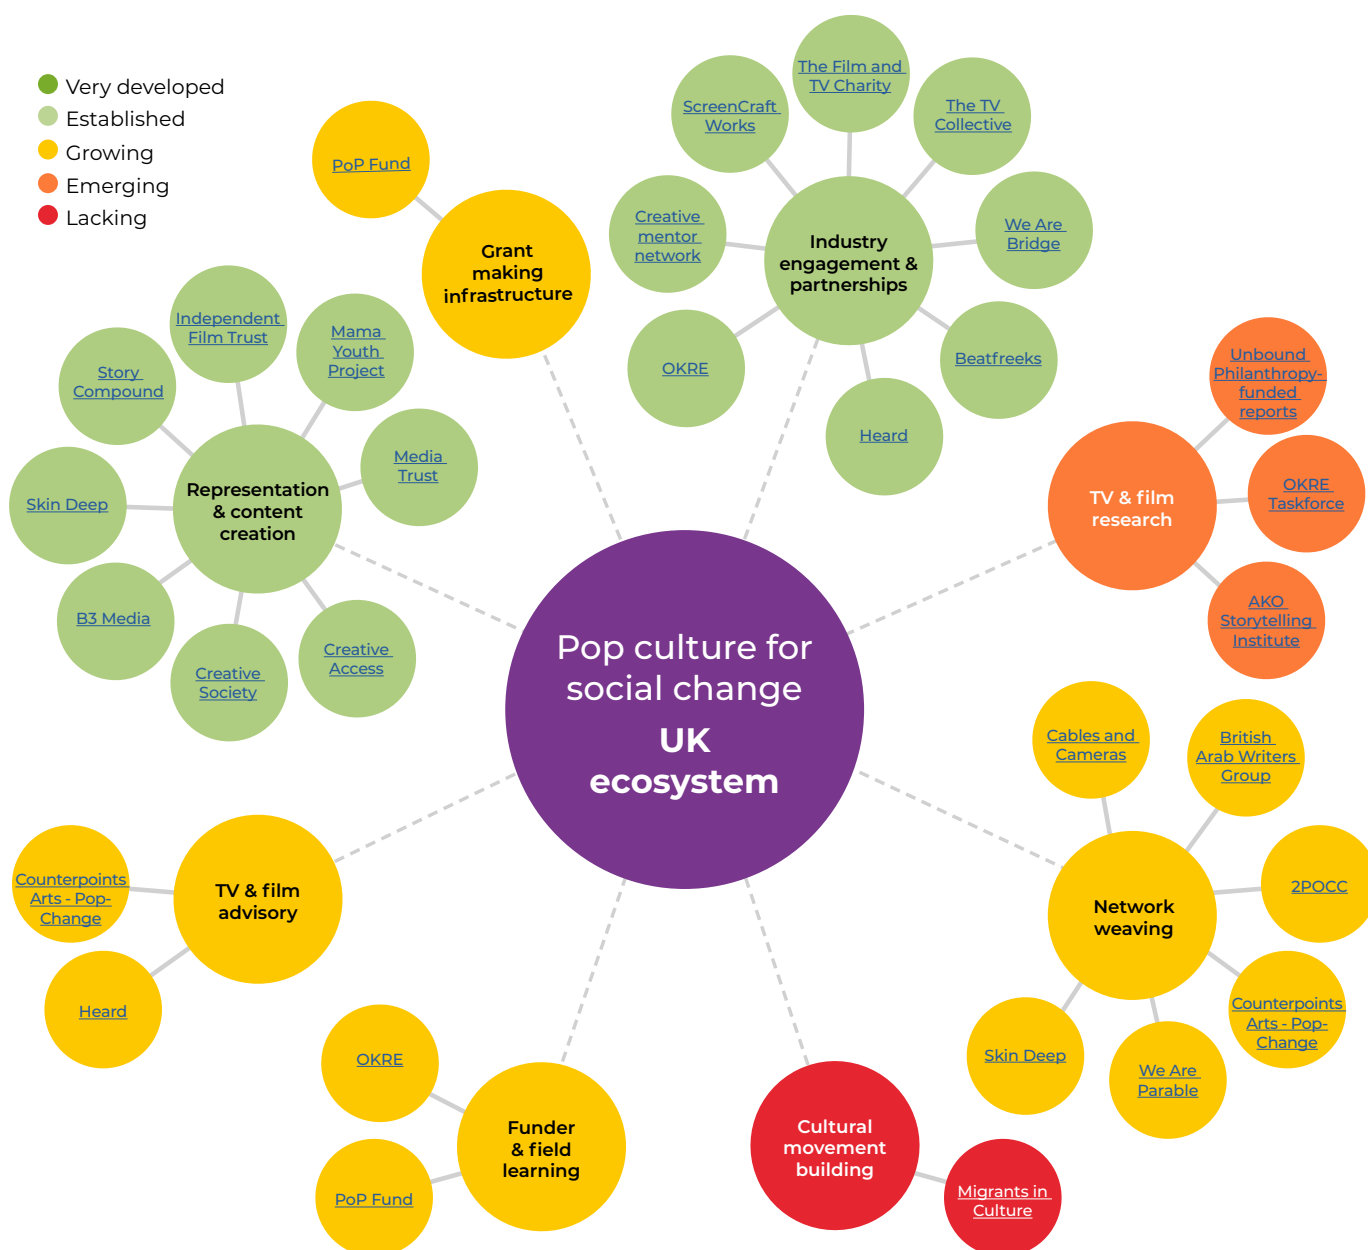 Very developed
Established
Growing
Emerging
Lacking
PoP Fund
Grant
making
infrastructure
ScreenCraft
Works
The Film and
TV Charity
The TV
Collective
Creative
mentor
network
Industry
engagement &
partnerships
We Are
Bridge
OKRE
Heard
Beatfreeks
Independent
Film Trust
Mama
Youth
Project
Story
Compound
Media
Trust
Skin Deep
Representation
& content
creation
B3 Media
Creative
Society
Creative
Access
Unbound
Philanthropy-
funded
reports
TV & film
research
OKRE
Taskforce
AKO
Storytelling
Institute
Pop culture for
social change
UK
ecosystem
Cables and
Cameras
British
Arab Writers
Group
2POCC
Network
weaving
Counterpoints
Arts - Pop-
Change
Skin Deep
We Are
Parable
Counterpoints
Arts - Pop-
Change
TV & film
advisory
Heard
OKRE
Funder
& field
learning
PoP Fund
Cultural
movement
building
Migrants in
Culture